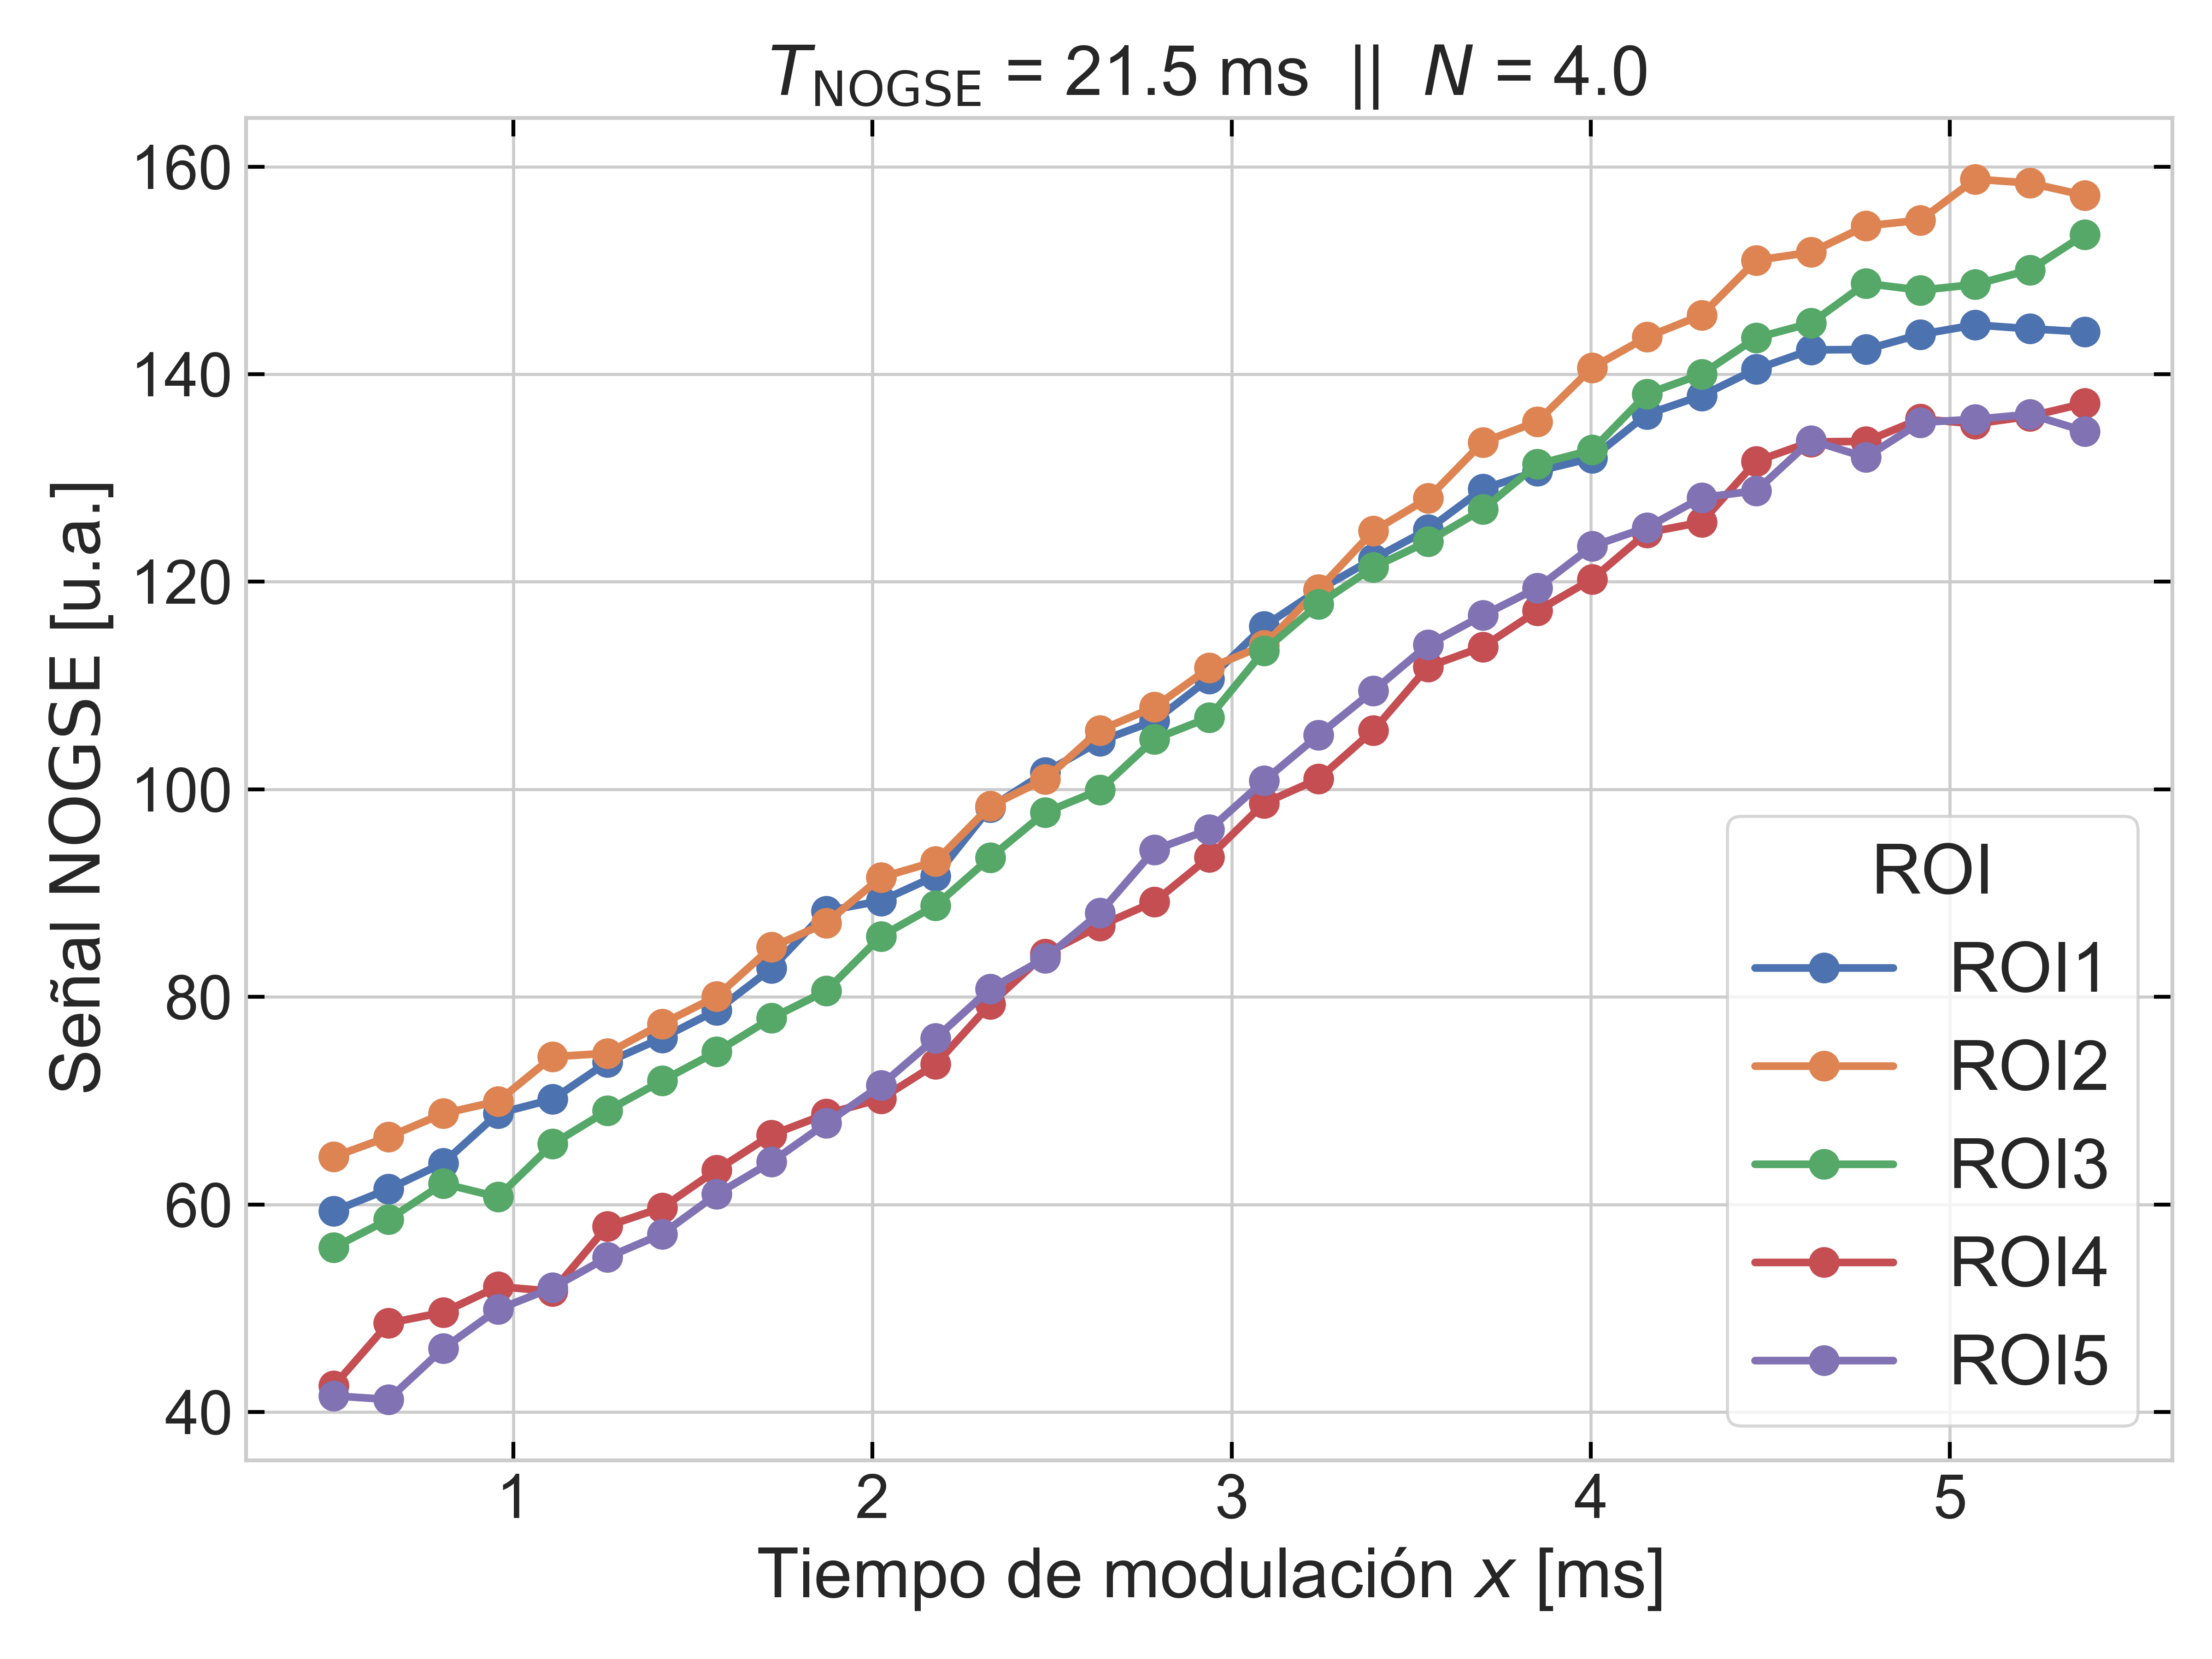 T_NOGSE = 21.5 ms || N = 4.0
160
140
120
100
80
60
40
Señal NOGSE [u.a.]
ROI
ROI1
ROI2
ROI3
ROI4
ROI5
1 2 3 4 5
Tiempo de modulación x [ms]